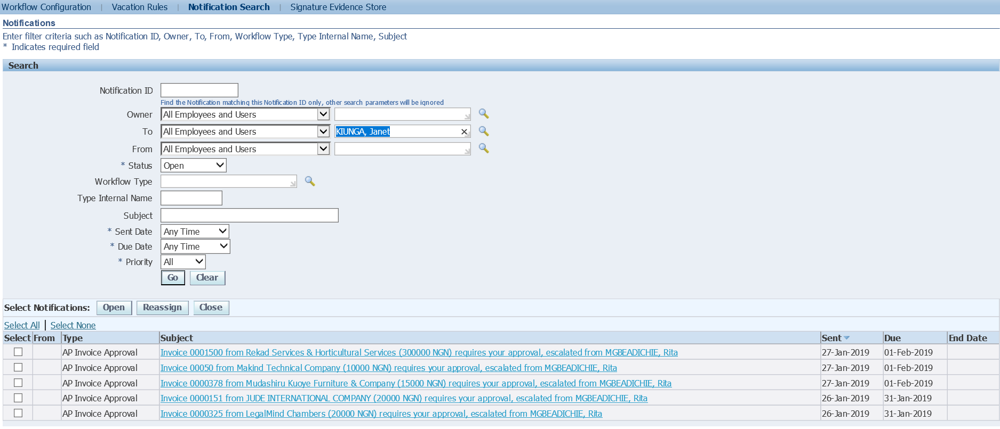 Workflow Configuration | Vacation Rules | Notification Search | Signature Evidence Store
Notifications
Enter filter criteria such as Notification ID, Owner, To, From, Workflow Type, Type Internal Name, Subject
* Indicates required field
Search
Notification ID
Find the Notification matching this Notification ID only, other search parameters will be ignored
Owner All Employees and Users
To All Employees and Users KIUNGA, Janet
From All Employees and Users
* Status Open
Workflow Type
Type Internal Name
Subject
* Sent Date Any Time
* Due Date Any Time
* Priority All
Go Clear
Select Notifications: Open Reassign Close
Select All | Select None
Select From Type Subject Sent Due End Date
AP Invoice Approval Invoice 0001500 from Rekad Services & Horticultural Services (300000 NGN) requires your approval, escalated from MGBEADICHIE, Rita 27-Jan-2019 01-Feb-2019
AP Invoice Approval Invoice 00050 from Makind Technical Company (10000 NGN) requires your approval, escalated from MGBEADICHIE, Rita 27-Jan-2019 01-Feb-2019
AP Invoice Approval Invoice 0000378 from Mudashiru Kuoye Furniture & Company (15000 NGN) requires your approval, escalated from MGBEADICHIE, Rita 27-Jan-2019 01-Feb-2019
AP Invoice Approval Invoice 0000151 from JUDE INTERNATIONAL COMPANY (20000 NGN) requires your approval, escalated from MGBEADICHIE, Rita 26-Jan-2019 31-Jan-2019
AP Invoice Approval Invoice 0000325 from LegalMind Chambers (20000 NGN) requires your approval, escalated from MGBEADICHIE, Rita 26-Jan-2019 31-Jan-2019